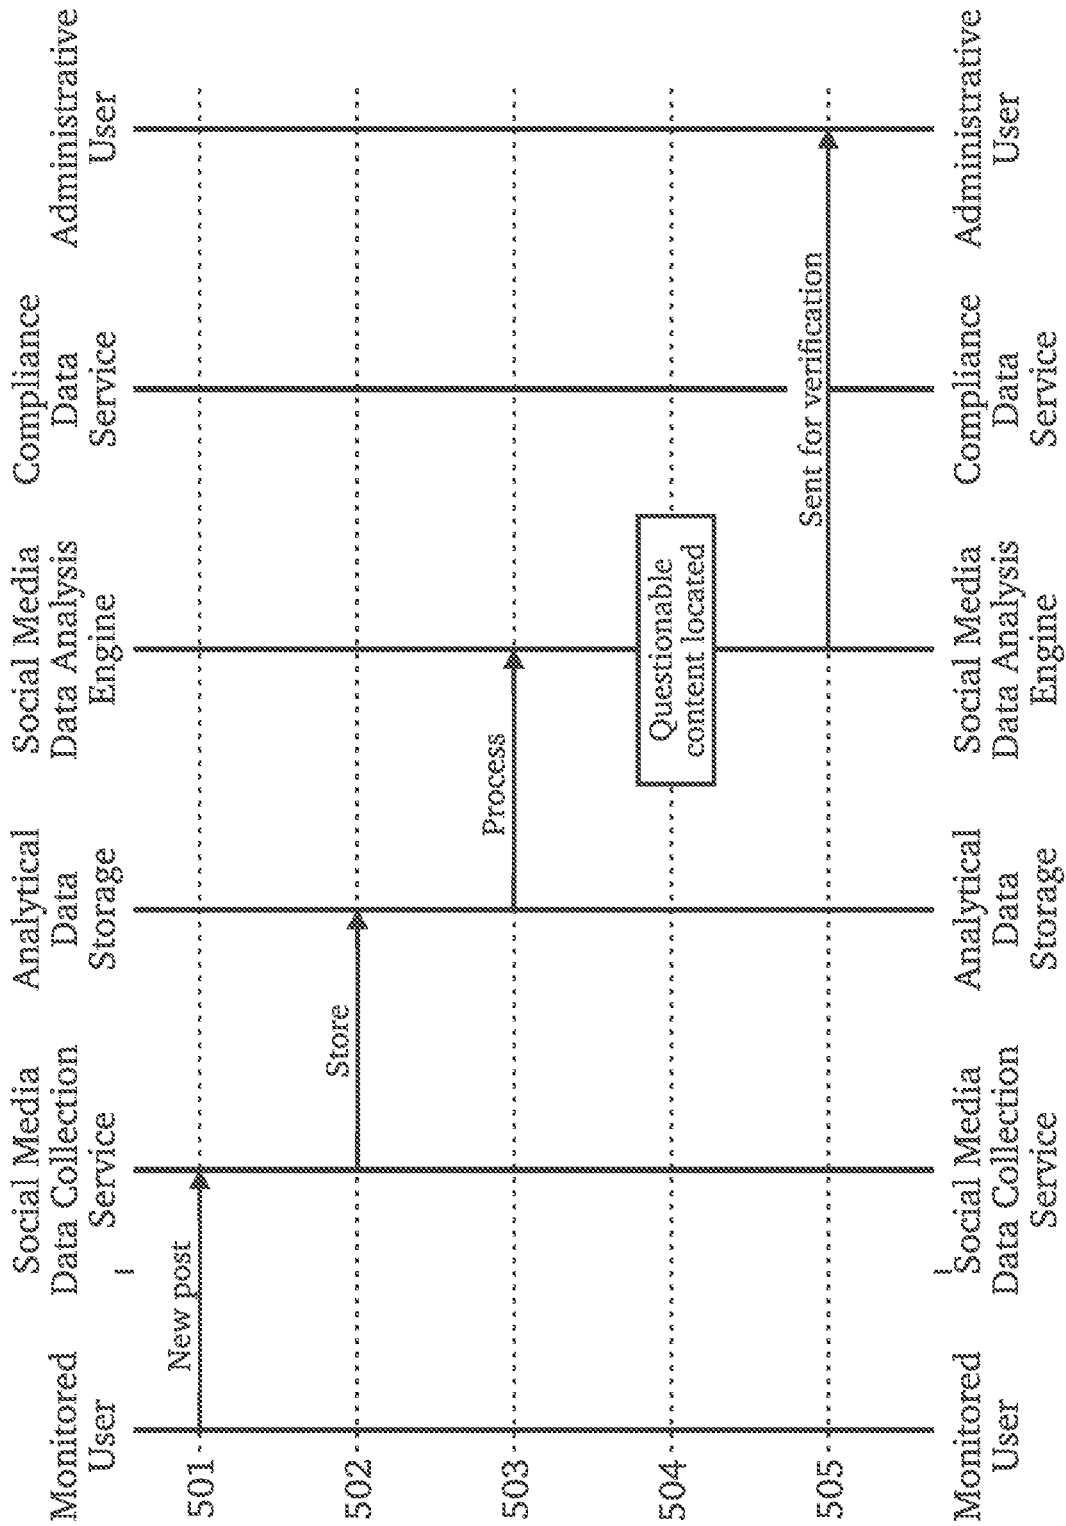 Monitored
User
Social Media
Data Collection
Service
Analytical
Data
Storage
Social Media
Data Analysis
Engine
Compliance
Data
Service
Administrative
User
501
New post
502
Store
503
Process
504
Questionable
content located
505
Sent for verification
Monitored
User
Social Media
Data Collection
Service
Analytical
Data
Storage
Social Media
Data Analysis
Engine
Compliance
Data
Service
Administrative
User